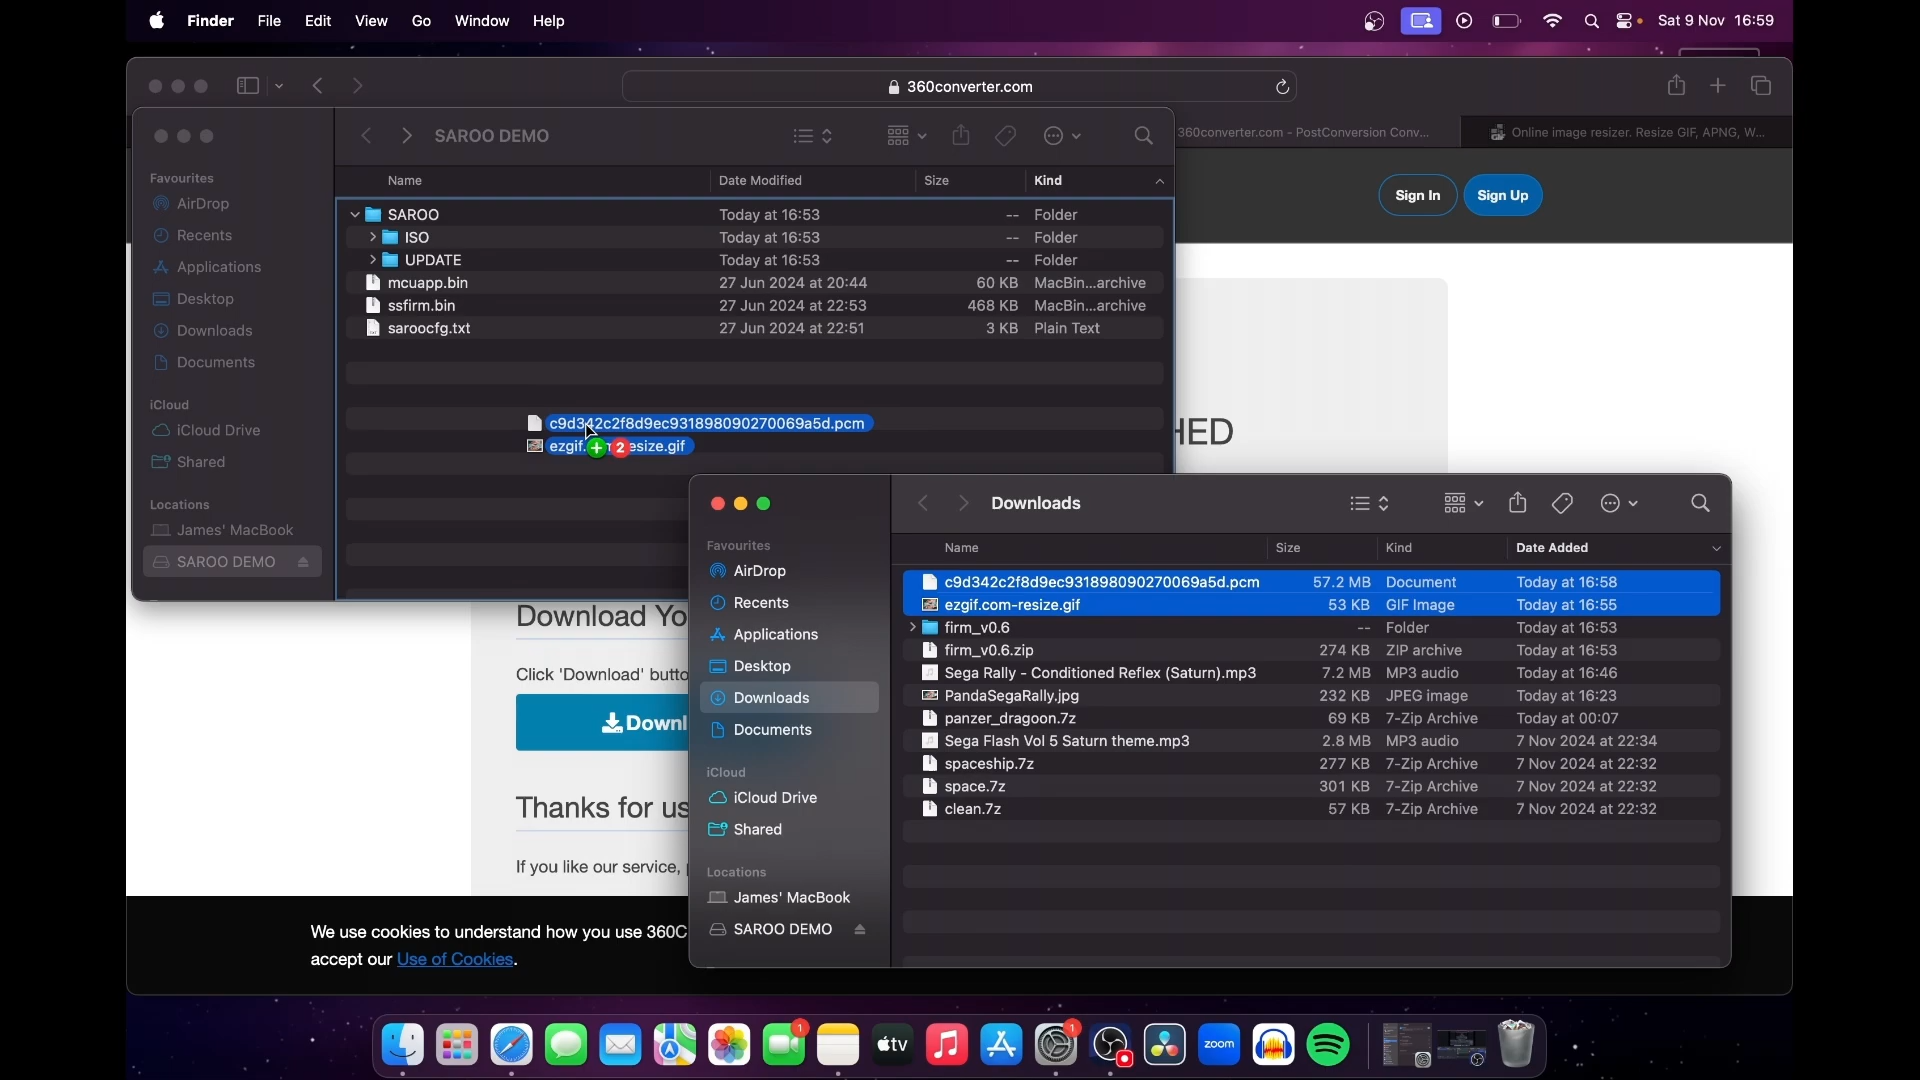 Finder File Edit View Go Window Help Sat 9 Nov 16:59
360converter.com
360converter.com - PostConversion Conv... Online image resizer. Resize GIF, APNG, W...
Sign In Sign Up
SAROO DEMO
Name Date Modified Size Kind
SAROO Today at 16:53 -- Folder
ISO Today at 16:53 -- Folder
UPDATE Today at 16:53 -- Folder
mcuapp.bin 27 Jun 2024 at 20:44 60 KB MacBin...archive
ssfirm.bin 27 Jun 2024 at 22:53 468 KB MacBin...archive
saroocfg.txt 27 Jun 2024 at 22:51 3 KB Plain Text
c9d342c2f8d9ec931898090270069a5d.pcm
2
Favourites
AirDrop
Recents
Applications
Desktop
Downloads
Documents
iCloud
iCloud Drive
Shared
Locations
James' MacBook
SAROO DEMO
HED
Downloads
Name Size Kind Date Added
c9d342c2f8d9ec931898090270069a5d.pcm 57.2 MB Document Today at 16:58
ezgif.com-resize.gif 53 KB GIF Image Today at 16:55
firm_v0.6 -- Folder Today at 16:53
firm_v0.6.zip 274 KB ZIP archive Today at 16:53
Sega Rally - Conditioned Reflex (Saturn).mp3 7.2 MB MP3 audio Today at 16:46
PandaSegaRally.jpg 232 KB JPEG image Today at 16:23
panzer_dragoon.7z 69 KB 7-Zip Archive Today at 00:07
Sega Flash Vol 5 Saturn theme.mp3 2.8 MB MP3 audio 7 Nov 2024 at 22:34
spaceship.7z 277 KB 7-Zip Archive 7 Nov 2024 at 22:32
space.7z 301 KB 7-Zip Archive 7 Nov 2024 at 22:32
clean.7z 57 KB 7-Zip Archive 7 Nov 2024 at 22:32
Favourites
AirDrop
Recents
Applications
Desktop
Downloads
Documents
iCloud
iCloud Drive
Shared
Locations
James' MacBook
SAROO DEMO
Download Yo
Click 'Download' butto
Downl
Thanks for us
If you like our service,
We use cookies to understand how you use 360C
accept our Use of Cookies.
1
tv
1
zoom